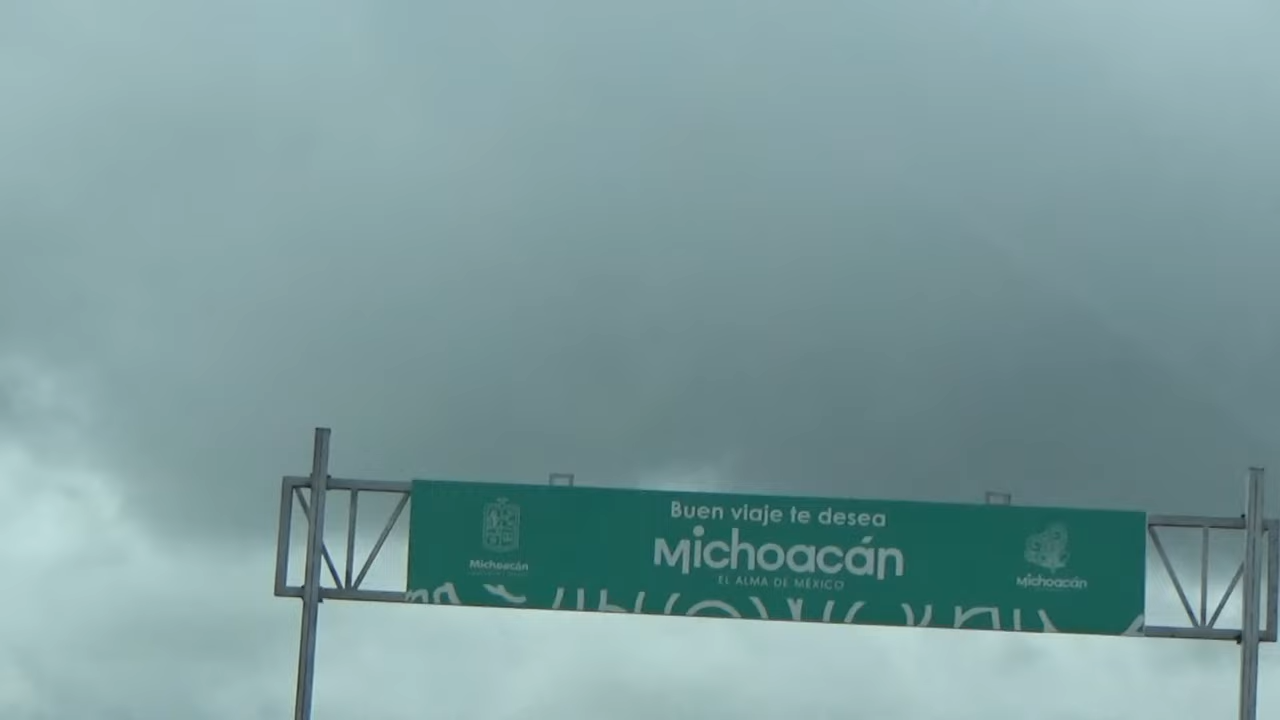 Buen viaje te desea
Michoacán
EL ALMA DE MÉXICO
Michoacán
Michoacán